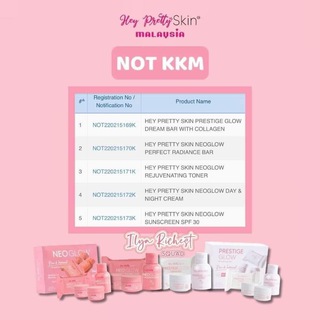 Hey Pretty Skin®
MALAYSIA
NOT KKM
#^ Registration No / Notification No Product Name
1 NOT220215169K HEY PRETTY SKIN PRESTIGE GLOW DREAM BAR WITH COLLAGEN
2 NOT220215170K HEY PRETTY SKIN NEOGLOW PERFECT RADIANCE BAR
3 NOT220215171K HEY PRETTY SKIN NEOGLOW REJUVENATING TONER
4 NOT220215172K HEY PRETTY SKIN NEOGLOW DAY & NIGHT CREAM
5 NOT220215173K HEY PRETTY SKIN NEOGLOW SUNSCREEN SPF 30
Ilyn Richest
NEOGLOW
PRESTIGE
GLOW